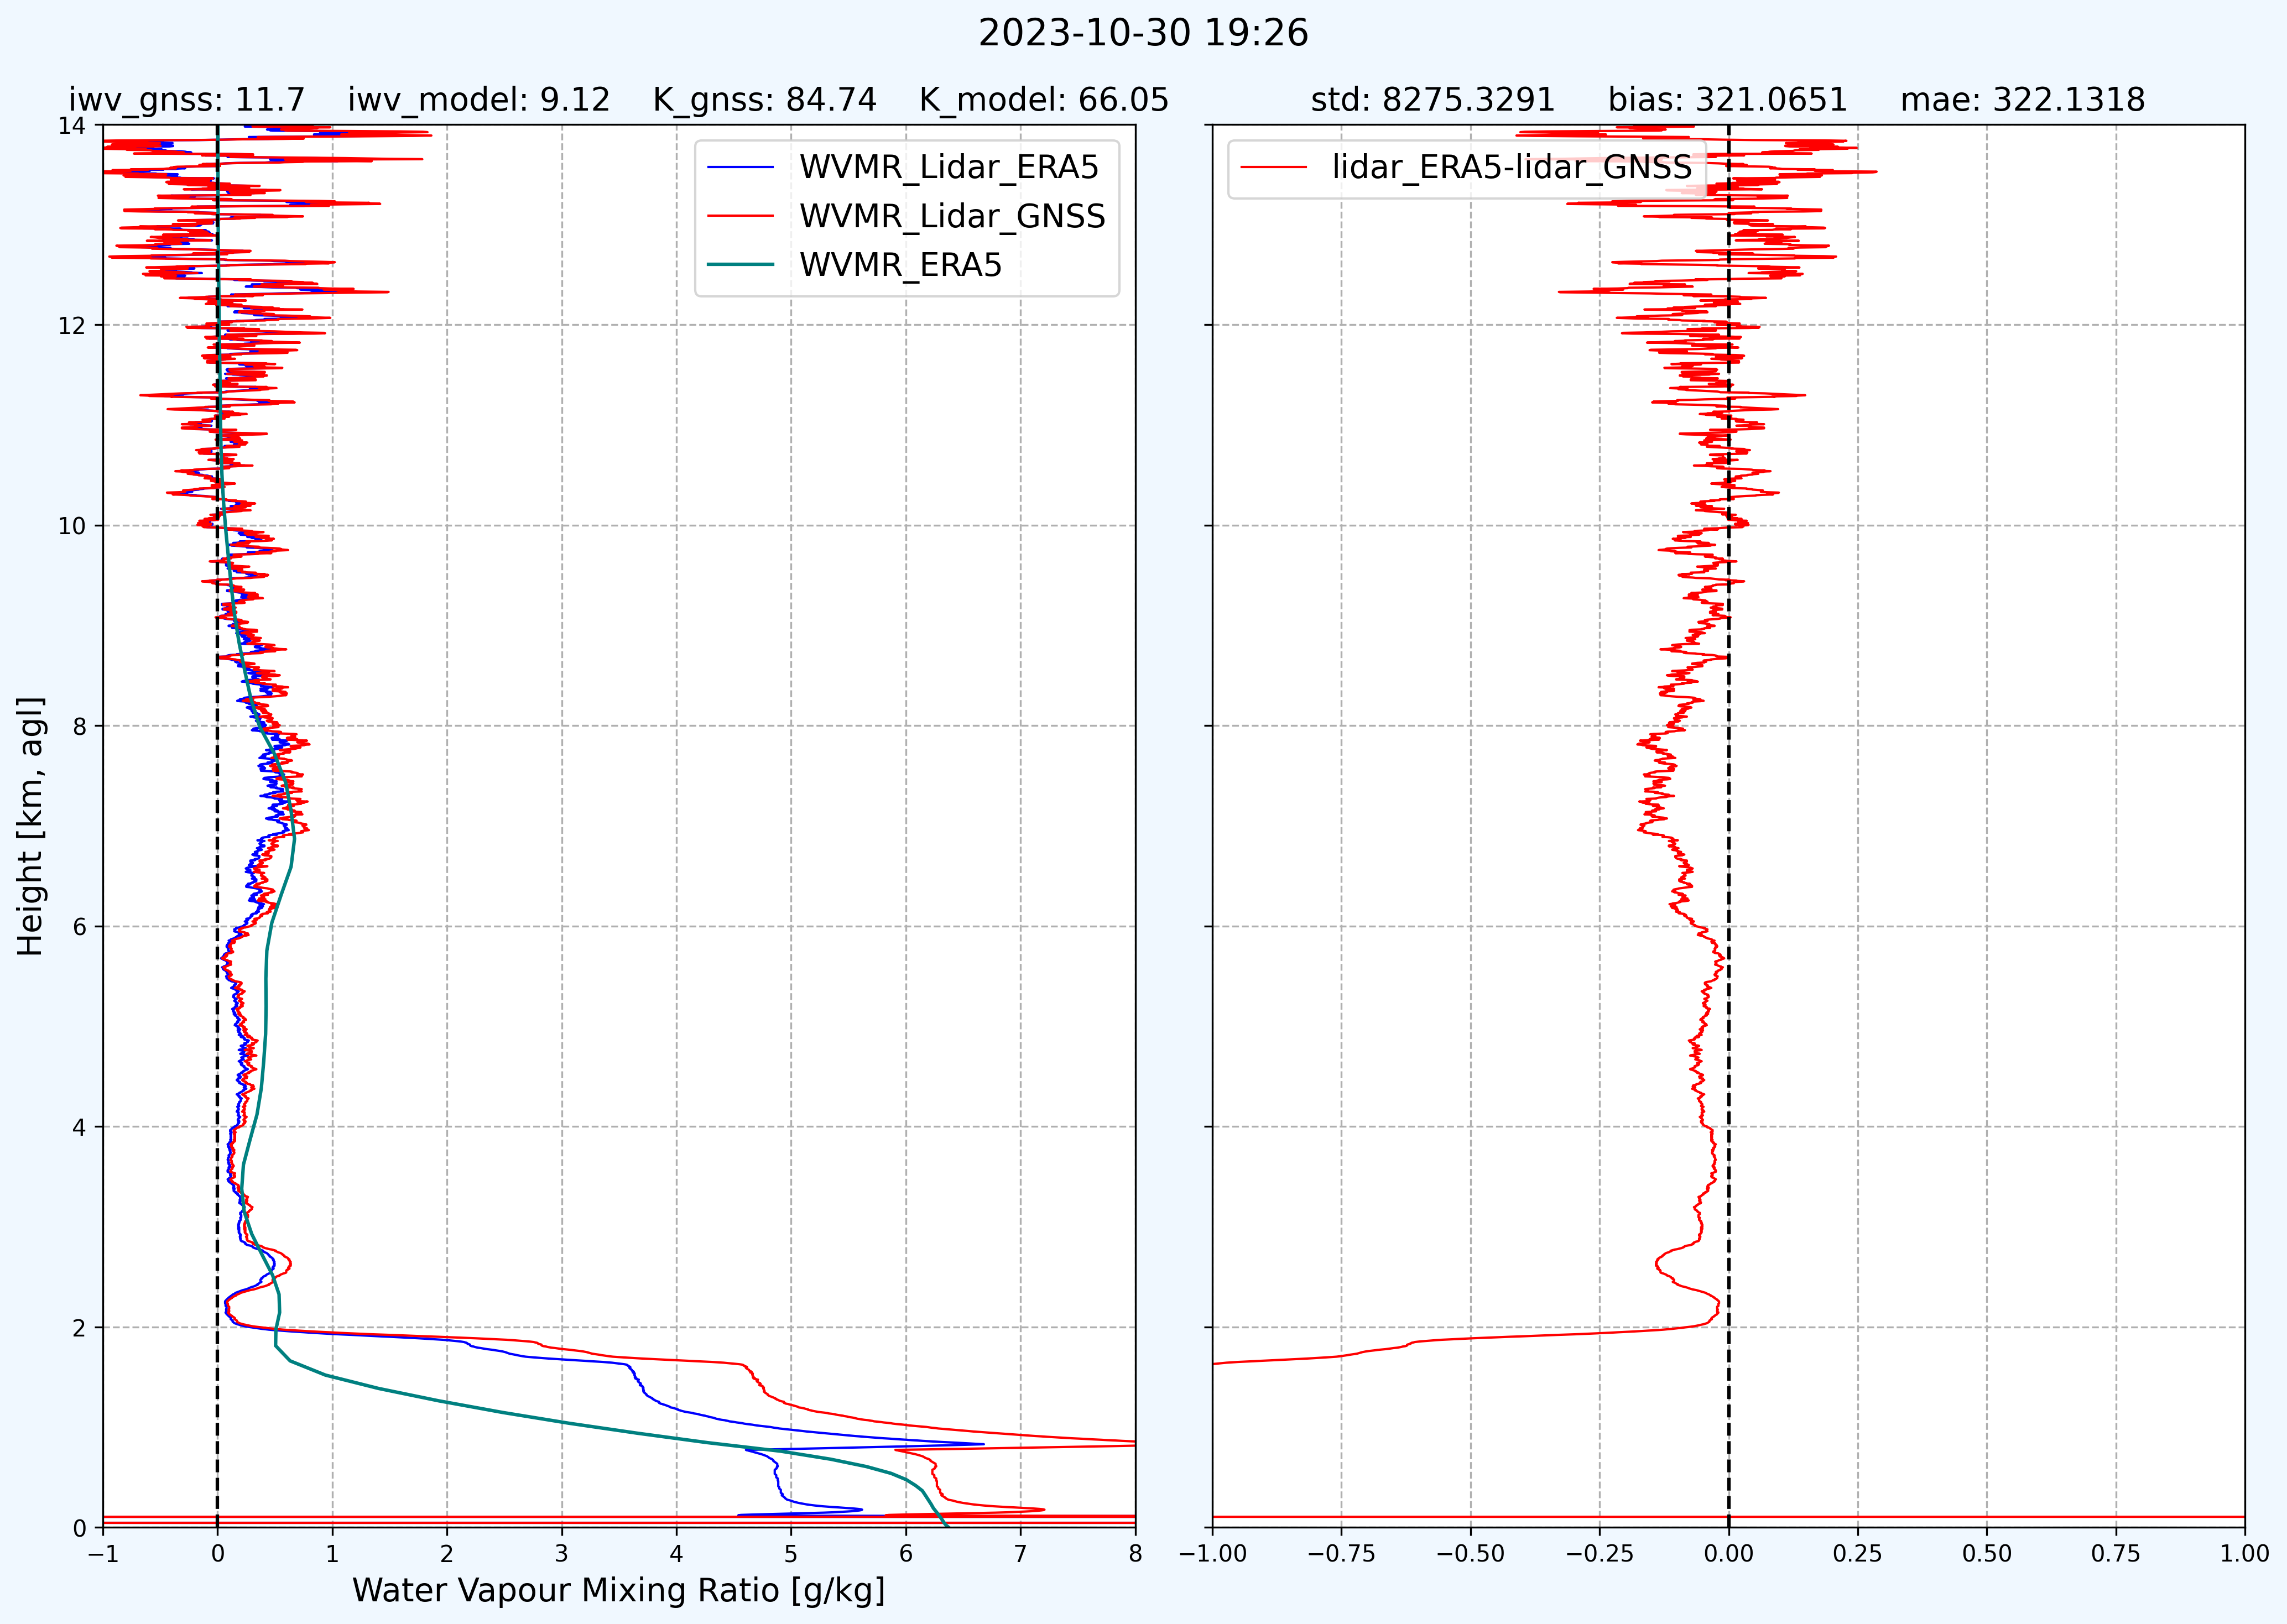 2023-10-30 19:26
iwv_gnss: 11.7 iwv_model: 9.12 K_gnss: 84.74 K_model: 66.05
std: 8275.3291 bias: 321.0651 mae: 322.1318
WVMR_Lidar_ERA5
WVMR_Lidar_GNSS
WVMR_ERA5
lidar_ERA5-lidar_GNSS
Height [km, agl]
14
12
10
8
6
4
2
0
−1 0 1 2 3 4 5 6 7 8
Water Vapour Mixing Ratio [g/kg]
−1.00 −0.75 −0.50 −0.25 0.00 0.25 0.50 0.75 1.00